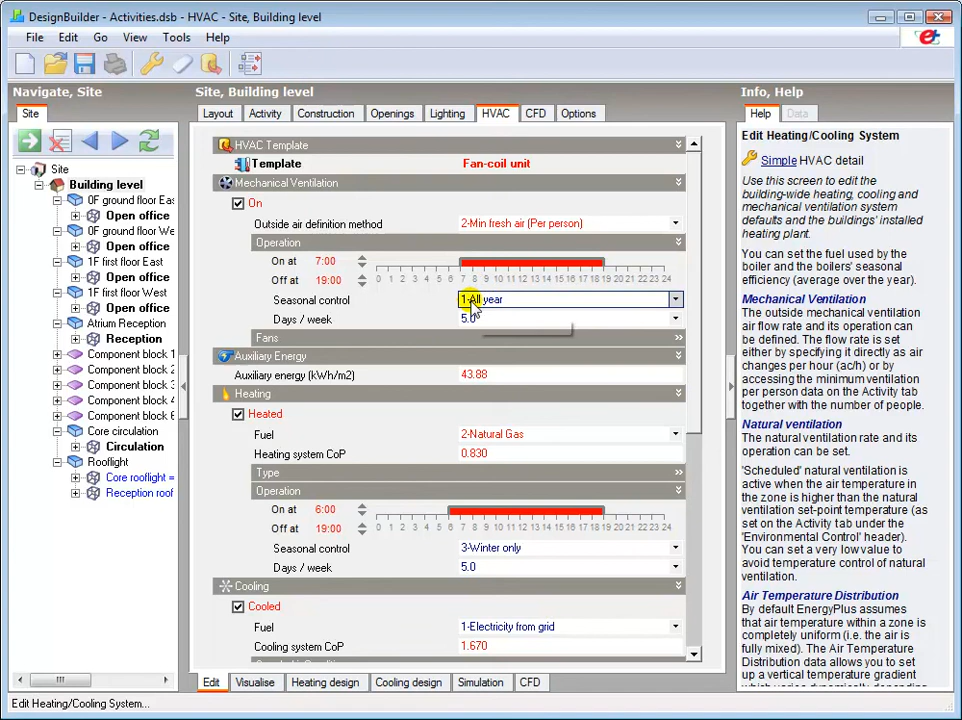 DesignBuilder - Activities.dsb - HVAC - Site, Building level
File Edit Go View Tools Help
Navigate, Site
Site
Site
Building level
0F ground floor Eas
Open office
0F ground floor We
Open office
1F first floor East
Open office
1F first floor West
Open office
Atrium Reception
Reception
Component block 1
Component block 2
Component block 3
Component block 4
Component block 6
Core circulation
Circulation
Rooflight
Core rooflight =
Reception roof
Site, Building level
Layout Activity Construction Openings Lighting HVAC CFD Options
HVAC Template
Template Fan-coil unit
Mechanical Ventilation
On
Outside air definition method 2-Min fresh air (Per person)
Operation
On at 7:00
Off at 19:00 0 1 2 3 4 5 6 7 8 9 10 11 12 13 14 15 16 17 18 19 20 21 22 23 24
Seasonal control 1-All year
Days / week 5.0
Fans
Auxiliary Energy
Auxiliary energy (kWh/m2) 43.88
Heating
Heated
Fuel 2-Natural Gas
Heating system CoP 0.830
Type
Operation
On at 6:00
Off at 19:00 0 1 2 3 4 5 6 7 8 9 10 11 12 13 14 15 16 17 18 19 20 21 22 23 24
Seasonal control 3-Winter only
Days / week 5.0
Cooling
Cooled
Fuel 1-Electricity from grid
Cooling system CoP 1.670
Edit Visualise Heating design Cooling design Simulation CFD
Info, Help
Help Data
Edit Heating/Cooling System
Simple HVAC detail
Use this screen to edit the
building-wide heating, cooling and
mechanical ventilation system
defaults and the buildings' installed
heating plant.
You can set the fuel used by the
boiler and the boilers' seasonal
efficiency (average over the year).
Mechanical Ventilation
The outside mechanical ventilation
air flow rate and its operation can
be defined. The flow rate is set
either by specifying it directly as air
changes per hour (ac/h) or by
accessing the minimum ventilation
per person data on the Activity tab
together with the number of people.
Natural ventilation
The natural ventilation rate and its
operation can be set.
'Scheduled' natural ventilation is
active when the air temperature in
the zone is higher than the natural
ventilation set-point temperature (as
set on the Activity tab under the
'Environmental Control' header).
You can set a very low value to
avoid temperature control of natural
ventilation.
Air Temperature Distribution
By default EnergyPlus assumes
that air temperature within a zone is
completely uniform (i.e. the air is
fully mixed). The Air Temperature
Distribution data allows you to set
up a vertical temperature gradient
Edit Heating/Cooling System...